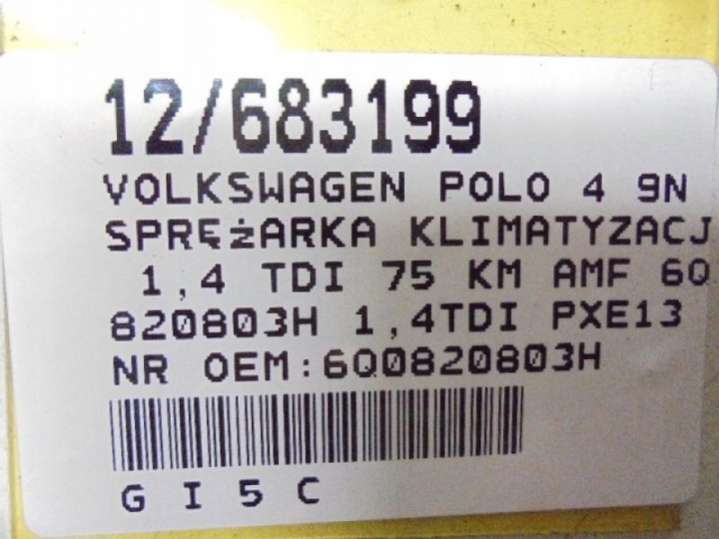 12/683199
VOLKSWAGEN POLO 4 9N
SPRĘżARKA KLIMATYZACJ
1,4 TDI 75 KM AMF 6Q
820803H 1,4TDI PXE13
NR OEM:6Q0820803H
G I 5 C